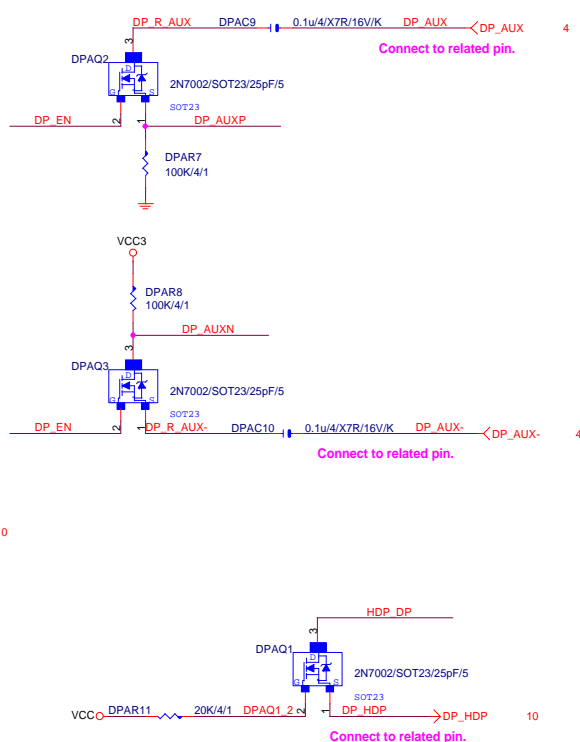 DP_R_AUX DPAC9 0.1u/4/X7R/16V/K DP_AUX DP_AUX 4
Connect to related pin.
3
DPAQ2
D
2N7002/SOT23/25pF/5
G S
SOT23
DP_EN 2 1 DP_AUXP
DPAR7
100K/4/1
VCC3
DPAR8
100K/4/1
DP_AUXN
3
DPAQ3
D
2N7002/SOT23/25pF/5
G S
SOT23
DP_EN 2 1 DP_R_AUX- DPAC10 0.1u/4/X7R/16V/K DP_AUX- DP_AUX- 4
Connect to related pin.
0
HDP_DP
3
DPAQ1
D
2N7002/SOT23/25pF/5
G S
SOT23
VCC DPAR11 20K/4/1 DPAQ1_2 2 1 DP_HDP DP_HDP 10
Connect to related pin.